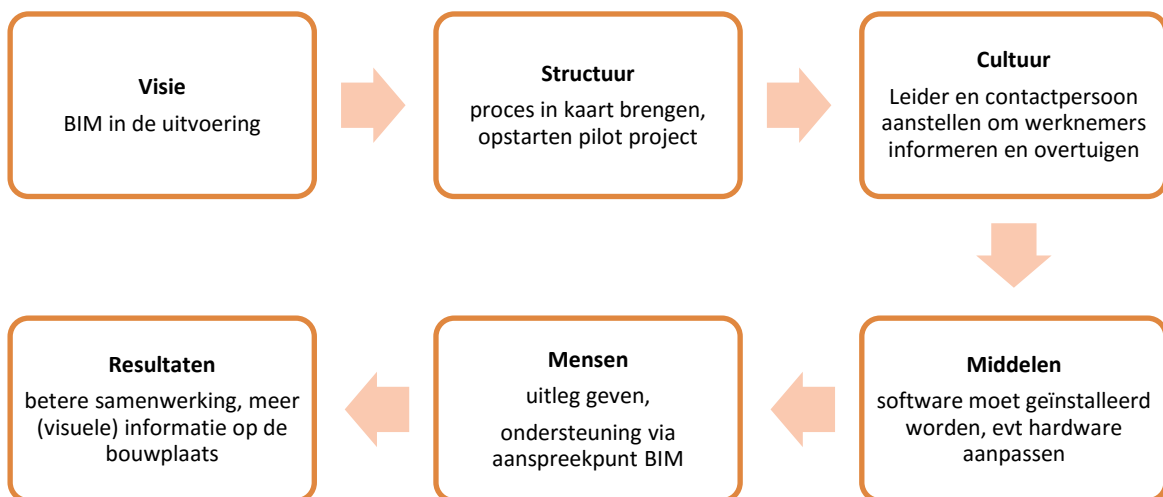 Visie
BIM in de uitvoering
Structuur
proces in kaart brengen,
opstarten pilot project
Cultuur
Leider en contactpersoon
aanstellen om werknemers
informeren en overtuigen
Middelen
software moet geïnstalleerd
worden, evt hardware
aanpassen
Mensen
uitleg geven,
ondersteuning via
aanspreekpunt BIM
Resultaten
betere samenwerking, meer
(visuele) informatie op de
bouwplaats